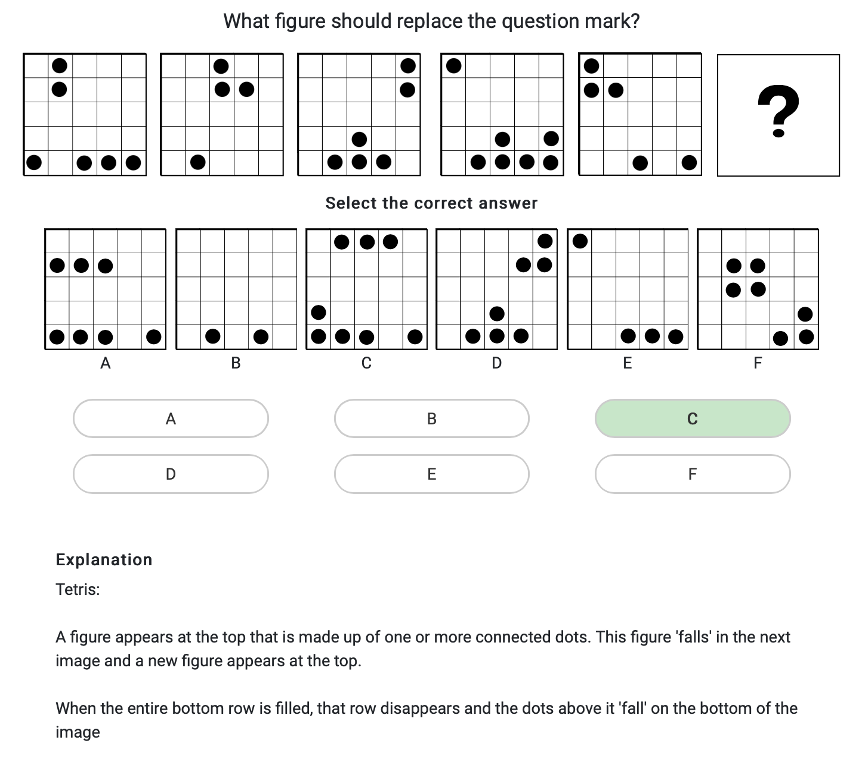 What figure should replace the question mark?
?
Select the correct answer
A B C D E F
A B C
D E F
Explanation
Tetris:
A figure appears at the top that is made up of one or more connected dots. This figure 'falls' in the next
image and a new figure appears at the top.
When the entire bottom row is filled, that row disappears and the dots above it 'fall' on the bottom of the
image